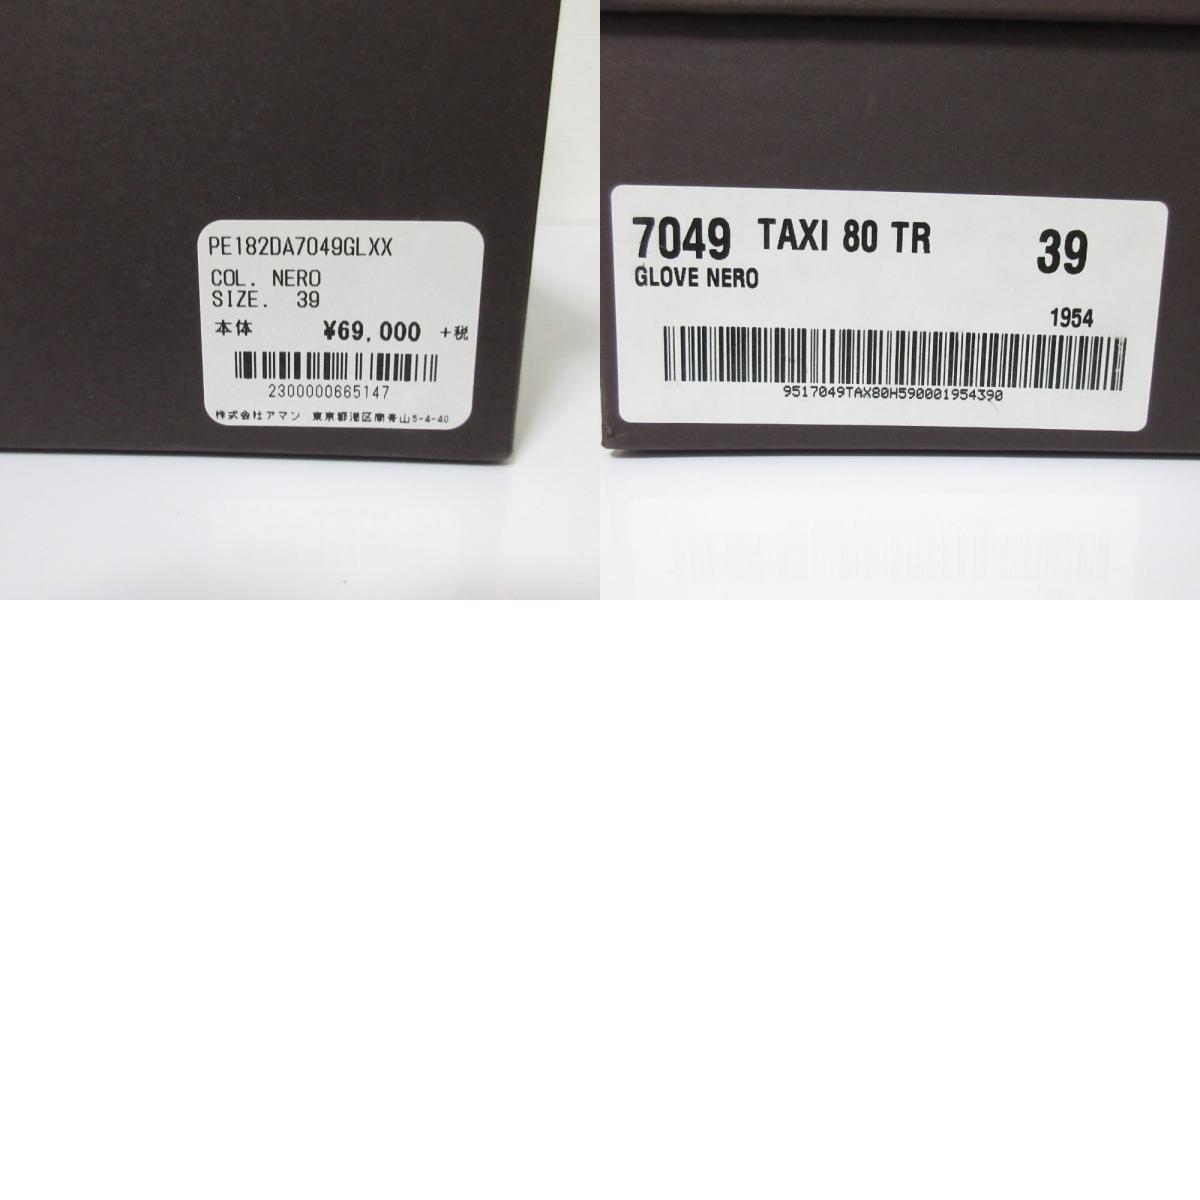 PE182DA7049GLXX
COL. NERO
SIZE. 39
本体 ¥69,000 +税
2300000665147
株式会社アマン 東京都港区南青山5-4-40
7049 TAXI 80 TR 39
GLOVE NERO
1954
9517049TAX80H590001954390